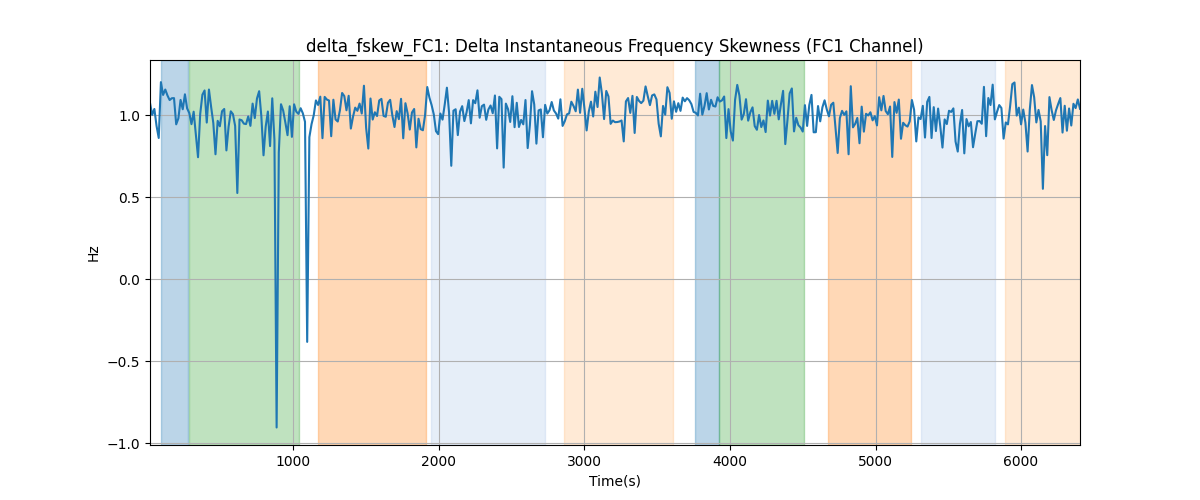 delta_fskew_FC1: Delta Instantaneous Frequency Skewness (FC1 Channel)
1.0
0.5
0.0
−0.5
−1.0
Hz
1000 2000 3000 4000 5000 6000
Time(s)